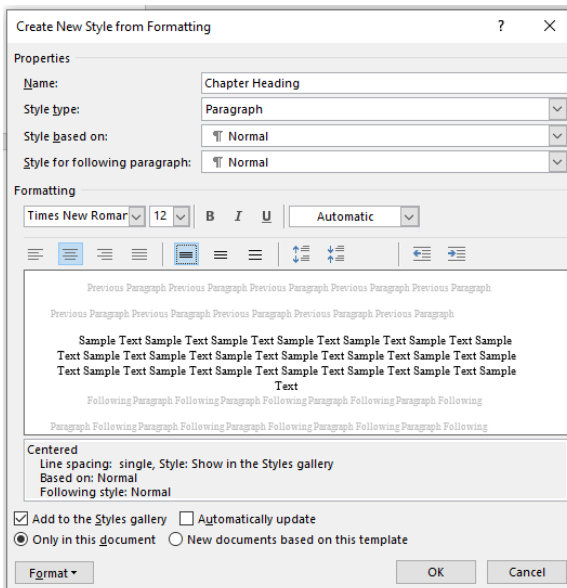 Create New Style from Formatting ? ×
Properties
Name: Chapter Heading
Style type: Paragraph
Style based on: ¶ Normal
Style for following paragraph: ¶ Normal
Formatting
Times New Romar 12 B I U Automatic
Previous Paragraph Previous Paragraph Previous Paragraph Previous Paragraph Previous Paragraph
Previous Paragraph Previous Paragraph Previous Paragraph Previous Paragraph Previous Paragraph
Sample Text Sample Text Sample Text Sample Text Sample Text Sample Text Sample
Text Sample Text Sample Text Sample Text Sample Text Sample Text Sample Text Sample
Text Sample Text Sample Text Sample Text Sample Text Sample Text Sample Text Sample
Text
Following Paragraph Following Paragraph Following Paragraph Following Paragraph Following
Paragraph Following Paragraph Following Paragraph Following Paragraph Following Paragraph Following
Centered
Line spacing: single, Style: Show in the Styles gallery
Based on: Normal
Following style: Normal
Add to the Styles gallery Automatically update
Only in this document New documents based on this template
Format OK Cancel